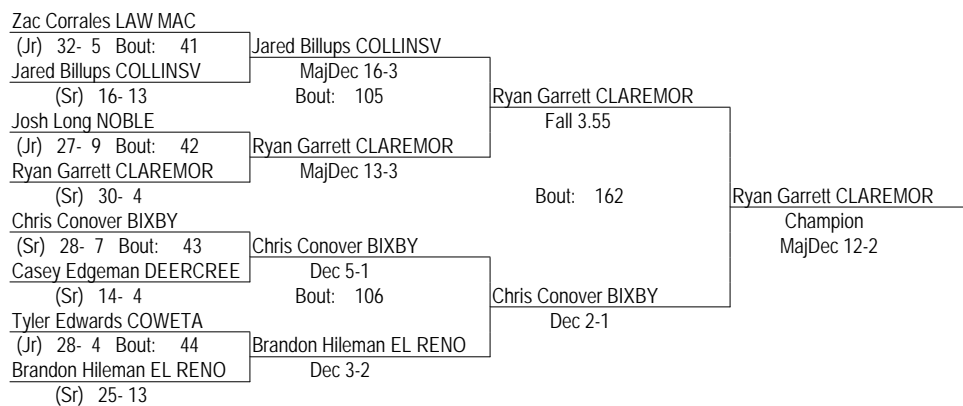 Zac Corrales LAW MAC
(Jr) 32- 5 Bout: 41
Jared Billups COLLINSV
(Sr) 16- 13
Josh Long NOBLE
(Jr) 27- 9 Bout: 42
Ryan Garrett CLAREMOR
(Sr) 30- 4
Chris Conover BIXBY
(Sr) 28- 7 Bout: 43
Casey Edgeman DEERCREE
(Sr) 14- 4
Tyler Edwards COWETA
(Jr) 28- 4 Bout: 44
Brandon Hileman EL RENO
(Sr) 25- 13
Jared Billups COLLINSV
MajDec 16-3
Bout: 105
Ryan Garrett CLAREMOR
MajDec 13-3
Chris Conover BIXBY
Dec 5-1
Bout: 106
Brandon Hileman EL RENO
Dec 3-2
Ryan Garrett CLAREMOR
Fall 3.55
Bout: 162
Chris Conover BIXBY
Dec 2-1
Ryan Garrett CLAREMOR
Champion
MajDec 12-2